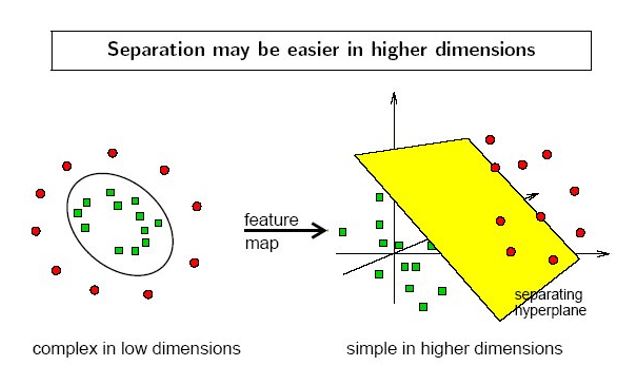 Separation may be easier in higher dimensions
feature
map
separating
hyperplane
complex in low dimensions
simple in higher dimensions